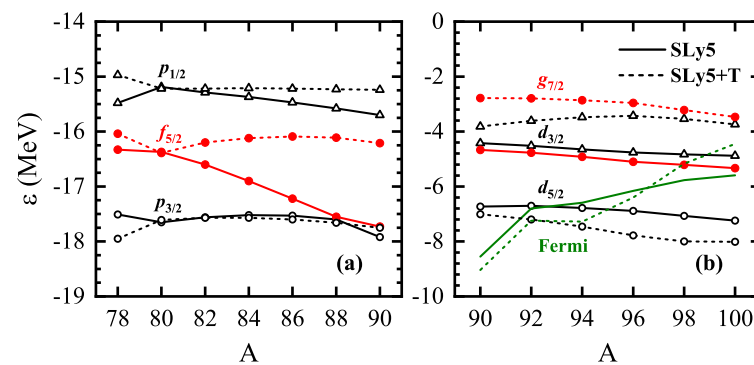 -14
-15
-16
-17
-18
-19
ε (MeV)
p1/2
f5/2
p3/2
(a)
78 80 82 84 86 88 90
A
0
-2
-4
-6
-8
-10
SLy5
SLy5+T
g7/2
d3/2
d5/2
Fermi
(b)
90 92 94 96 98 100
A